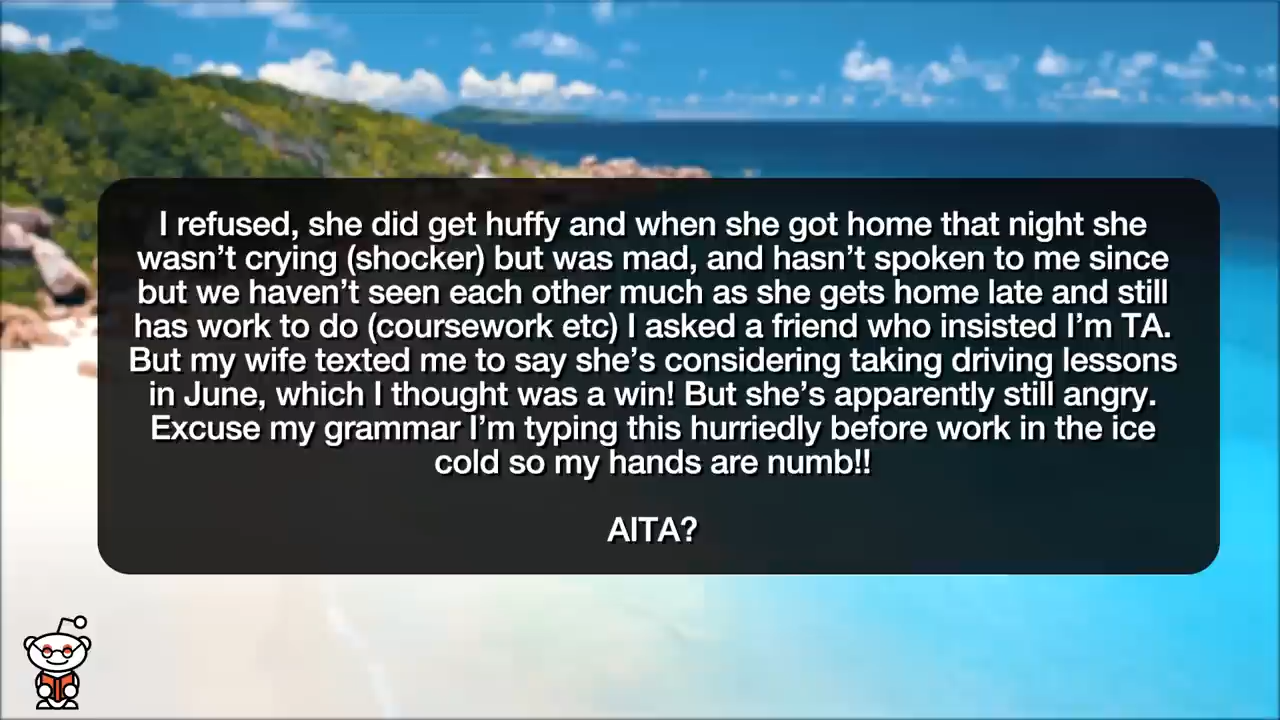 I refused, she did get huffy and when she got home that night she
wasn't crying (shocker) but was mad, and hasn't spoken to me since
but we haven't seen each other much as she gets home late and still
has work to do (coursework etc) I asked a friend who insisted I'm TA.
But my wife texted me to say she's considering taking driving lessons
in June, which I thought was a win! But she's apparently still angry.
Excuse my grammar I'm typing this hurriedly before work in the ice
cold so my hands are numb!!
AITA?